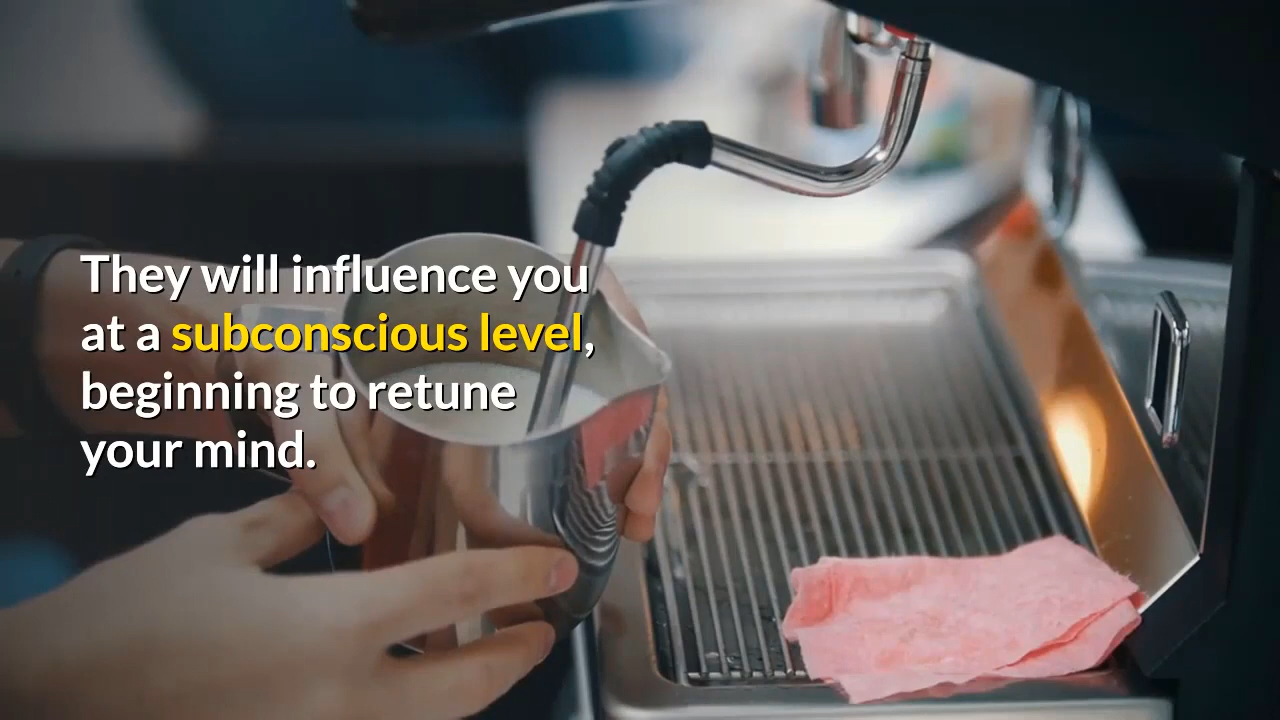 They will influence you
at a subconscious level,
beginning to retune
your mind.